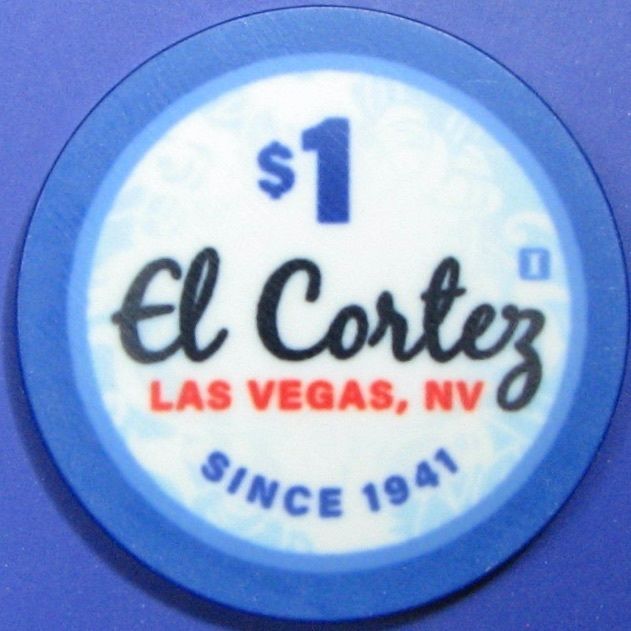 $1
El Cortez
LAS VEGAS, NV
SINCE 1941